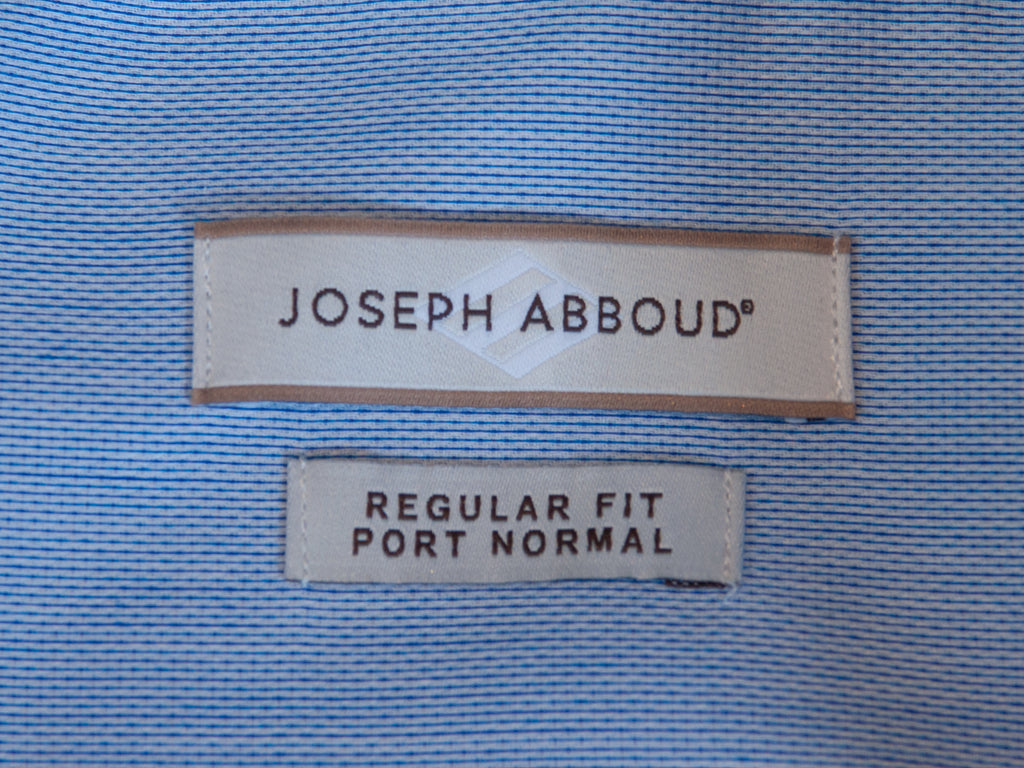 JOSEPH ABBOUD®
REGULAR FIT
PORT NORMAL